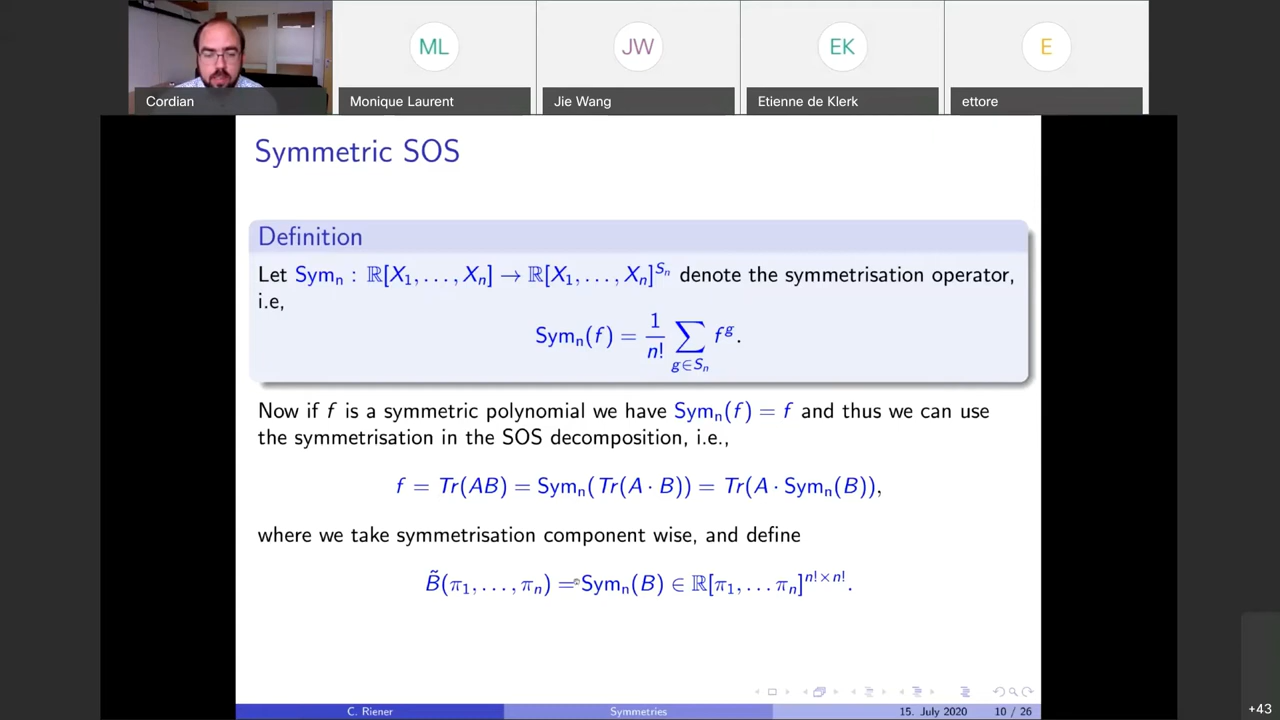 ML
JW
EK
E
Cordian
Monique Laurent
Jie Wang
Etienne de Klerk
ettore
Symmetric SOS
Definition
Let Symₙ : ℝ[X₁, . . . , Xₙ] → ℝ[X₁, . . . , Xₙ]^{Sₙ} denote the symmetrisation operator,
i.e,
Symₙ(f) = 1/n! ∑_{g∈Sₙ} f^g.
Now if f is a symmetric polynomial we have Symₙ(f) = f and thus we can use
the symmetrisation in the SOS decomposition, i.e.,
f = Tr(AB) = Symₙ(Tr(A · B)) = Tr(A · Symₙ(B)),
where we take symmetrisation component wise, and define
B̃(π₁, . . . , πₙ) = Symₙ(B) ∈ ℝ[π₁, . . . πₙ]^{n!×n!}.
C. Riener
Symmetries
15. July 2020
10 / 26
+43